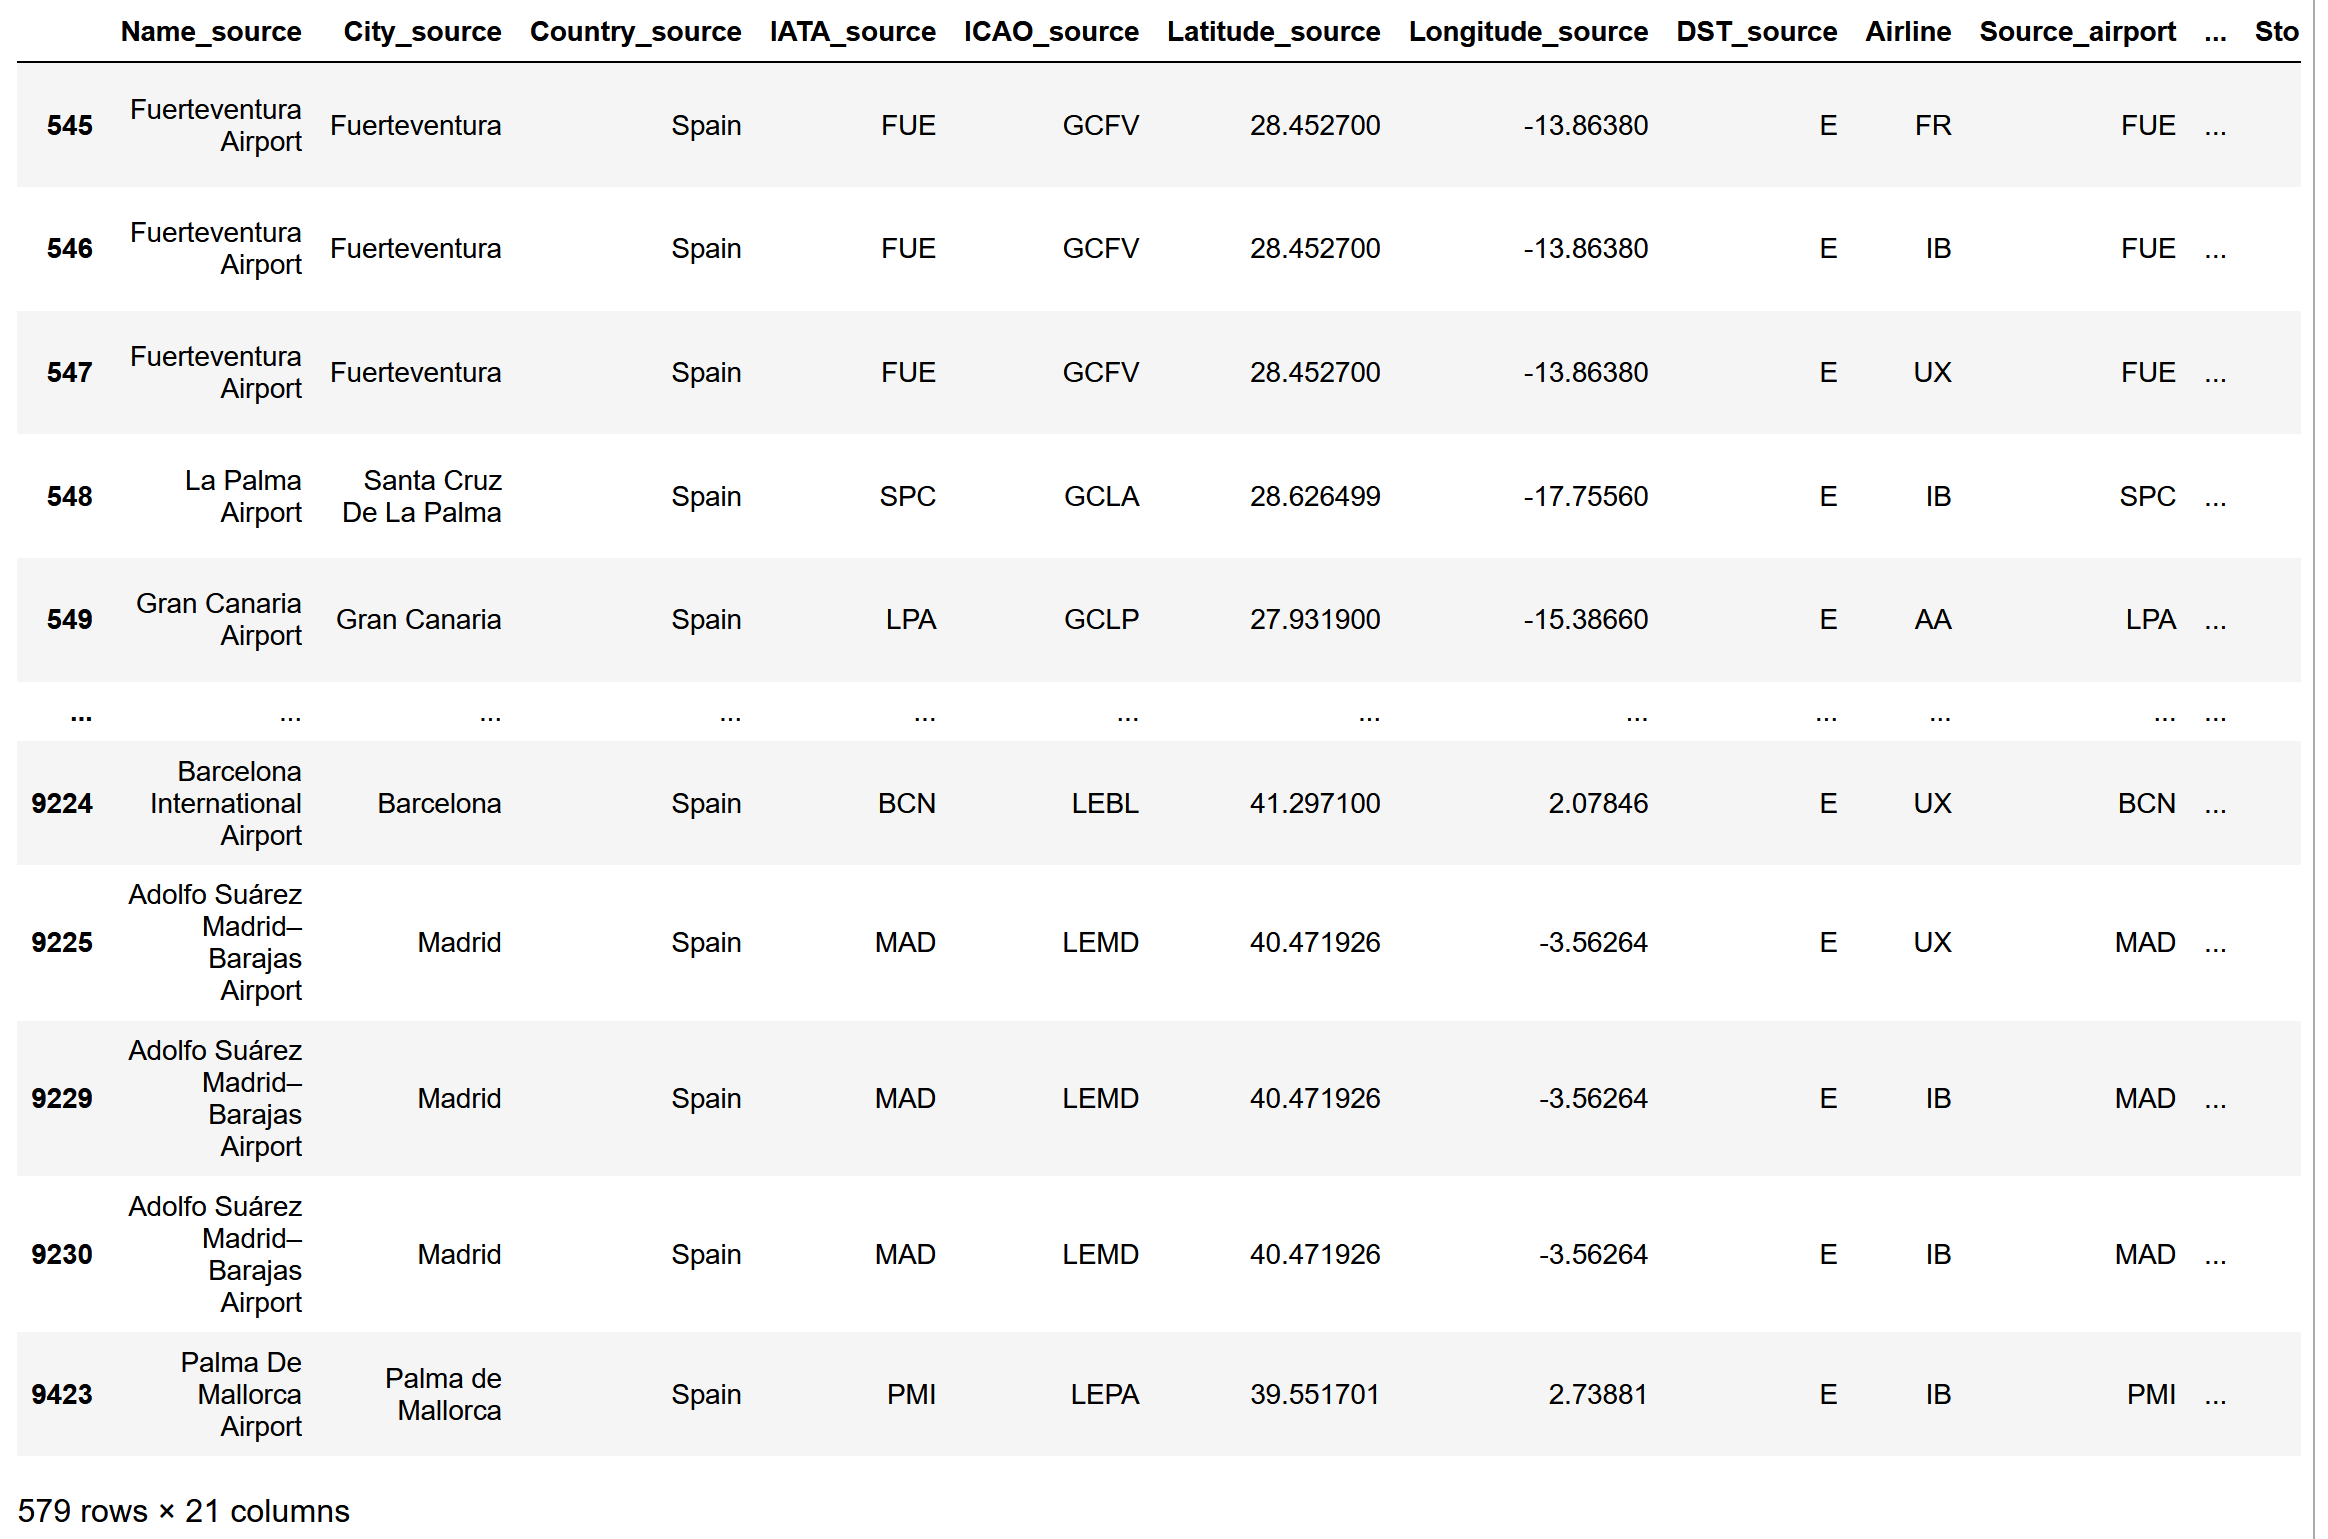 Name_source City_source Country_source IATA_source ICAO_source Latitude_source Longitude_source DST_source Airline Source_airport ... Sto
545 Fuerteventura Airport Fuerteventura Spain FUE GCFV 28.452700 -13.86380 E FR FUE ...
546 Fuerteventura Airport Fuerteventura Spain FUE GCFV 28.452700 -13.86380 E IB FUE ...
547 Fuerteventura Airport Fuerteventura Spain FUE GCFV 28.452700 -13.86380 E UX FUE ...
548 La Palma Airport Santa Cruz De La Palma Spain SPC GCLA 28.626499 -17.75560 E IB SPC ...
549 Gran Canaria Airport Gran Canaria Spain LPA GCLP 27.931900 -15.38660 E AA LPA ...
... ... ... ... ... ... ... ... ... ... ... ...
9224 Barcelona International Airport Barcelona Spain BCN LEBL 41.297100 2.07846 E UX BCN ...
9225 Adolfo Suárez Madrid–Barajas Airport Madrid Spain MAD LEMD 40.471926 -3.56264 E UX MAD ...
9229 Adolfo Suárez Madrid–Barajas Airport Madrid Spain MAD LEMD 40.471926 -3.56264 E IB MAD ...
9230 Adolfo Suárez Madrid–Barajas Airport Madrid Spain MAD LEMD 40.471926 -3.56264 E IB MAD ...
9423 Palma De Mallorca Airport Palma de Mallorca Spain PMI LEPA 39.551701 2.73881 E IB PMI ...
579 rows × 21 columns